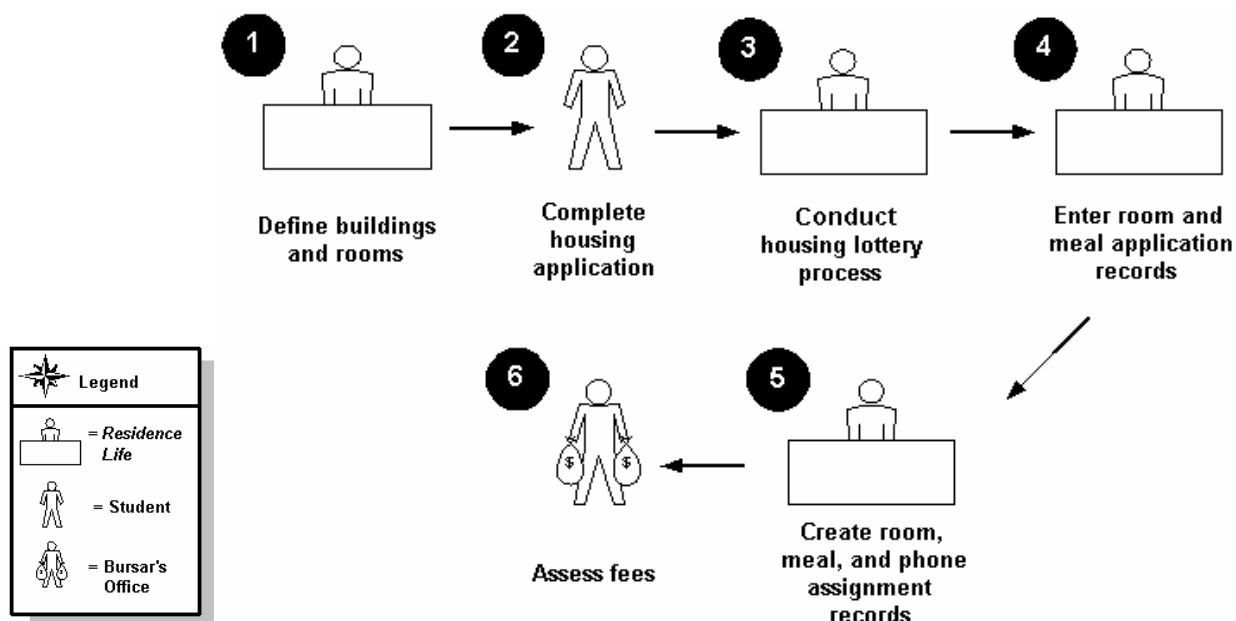 1
2
3
4
Define buildings
and rooms
Complete
housing
application
Conduct
housing lottery
process
Enter room and
meal application
records
6
5
Assess fees
Create room,
meal, and phone
assignment
records
$ $
Legend
= Residence
Life
= Student
= Bursar's
Office